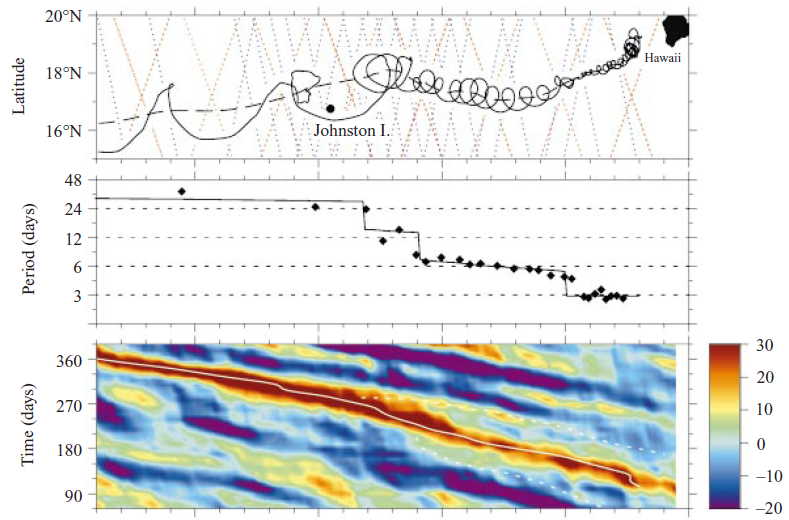 20°N
18°N
16°N
Latitude
Hawaii
Johnston I.
48
24
12
6
3
Period (days)
360
270
180
90
Time (days)
30
20
10
0
−10
−20